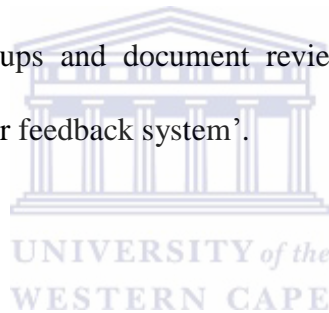 ups and document revie
r feedback system’.
UNIVERSITY of the
WESTERN CAPE